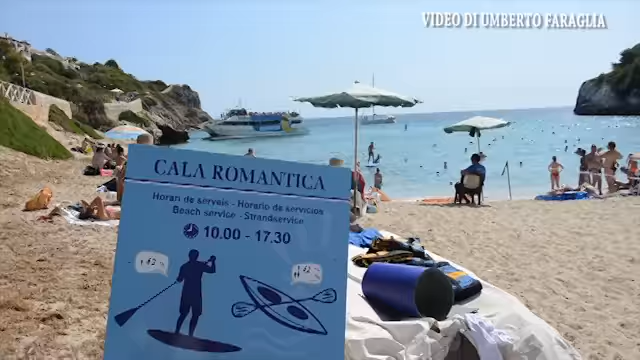 VIDEO DI UMBERTO FARAGLIA
CALA ROMANTICA
Horari de serveis - Horario de servicios
Beach service - Strandservice
10.00 - 17.30